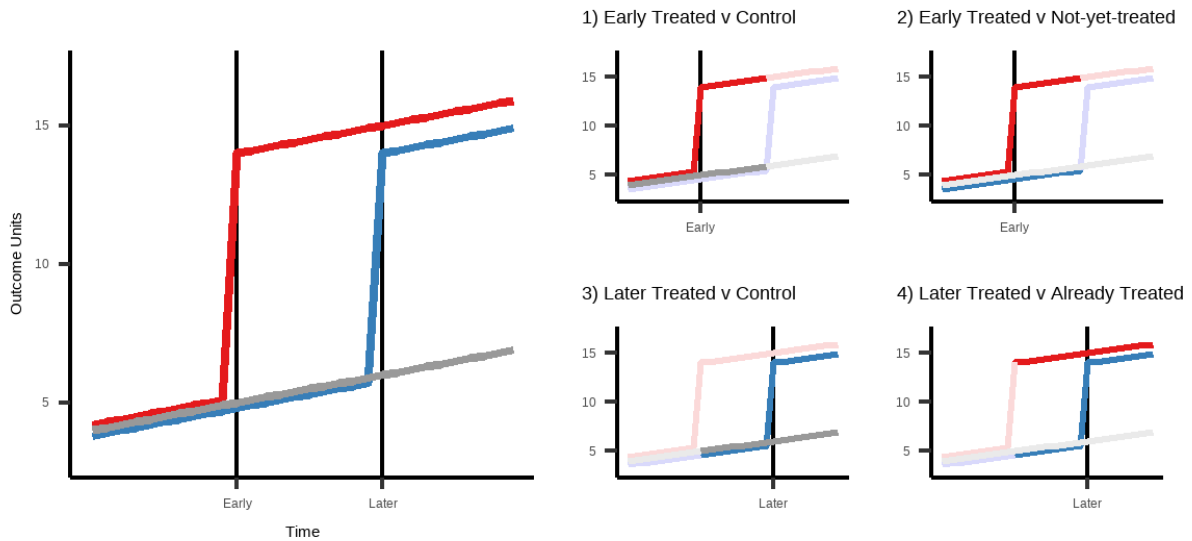 Outcome Units
15
10
5
Early
Later
Time
1) Early Treated v Control
15
10
5
Early
2) Early Treated v Not-yet-treated
15
10
5
Early
3) Later Treated v Control
15
10
5
Later
4) Later Treated v Already Treated
15
10
5
Later